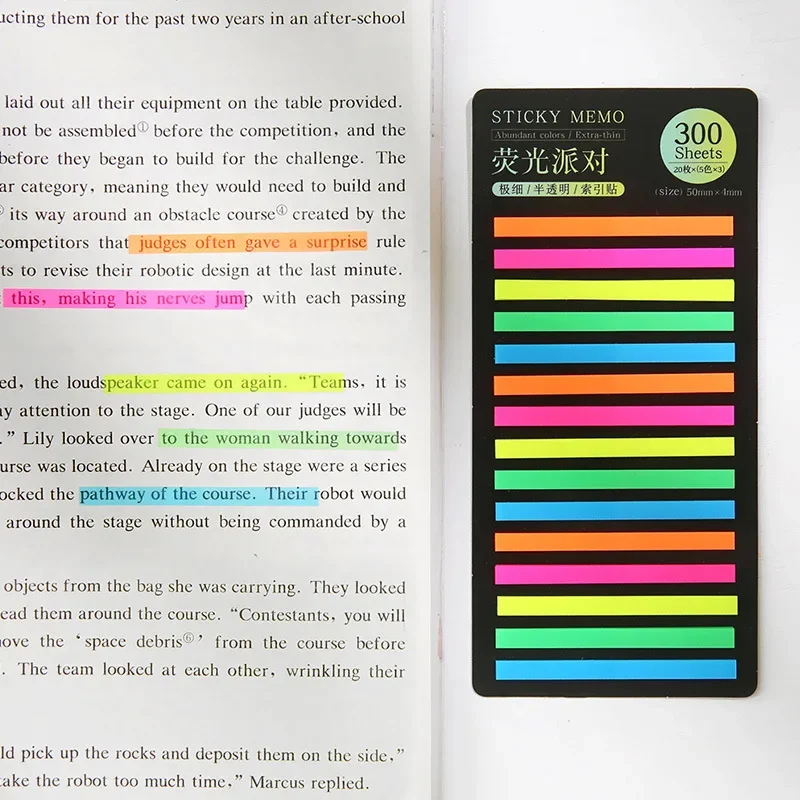 ucting them for the past two years in an after-school
laid out all their equipment on the table provided.
not be assembled① before the competition, and the
before they began to build for the challenge. The
ar category, meaning they would need to build and
its way around an obstacle course④ created by the
competitors that judges often gave a surprise rule
ts to revise their robotic design at the last minute.
this, making his nerves jump with each passing
ed, the loudspeaker came on again. “Teams, it is
ay attention to the stage. One of our judges will be
.” Lily looked over to the woman walking towards
urse was located. Already on the stage were a series
ocked the pathway of the course. Their robot would
around the stage without being commanded by a
objects from the bag she was carrying. They looked
ead them around the course. “Contestants, you will
ove the ‘space debris⑥’ from the course before
. The team looked at each other, wrinkling their
ld pick up the rocks and deposit them on the side,”
take the robot too much time,” Marcus replied.
STICKY MEMO
Abundant colors / Extra-thin
荧光派对
极细/半透明/索引贴
300
Sheets
20枚×(5色×3)
(size) 50mm×4mm